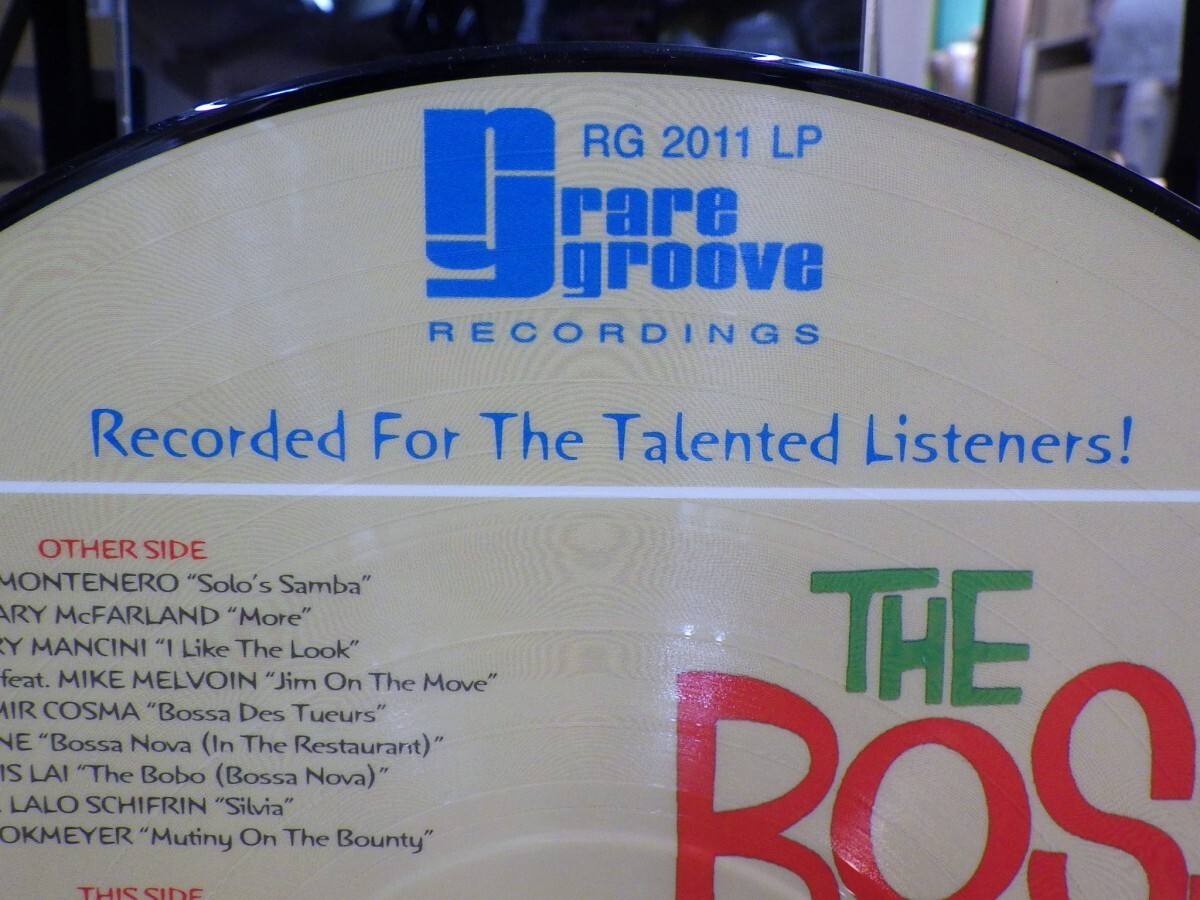 RG 2011 LP
rg rare
groove
RECORDINGS
Recorded For The Talented Listeners!
OTHER SIDE
MONTENERO “Solo’s Samba”
ARY McFARLAND “More”
RY MANCINI “I Like The Look”
feat. MIKE MELVOIN “Jim On The Move”
MIR COSMA “Bossa Des Tueurs”
NE “Bossa Nova (In The Restaurant)”
IS LAI “The Bobo (Bossa Nova)”
. LALO SCHIFRIN “Silvia”
OKMEYER “Mutiny On The Bounty”
THIS SIDE
THE
BOS